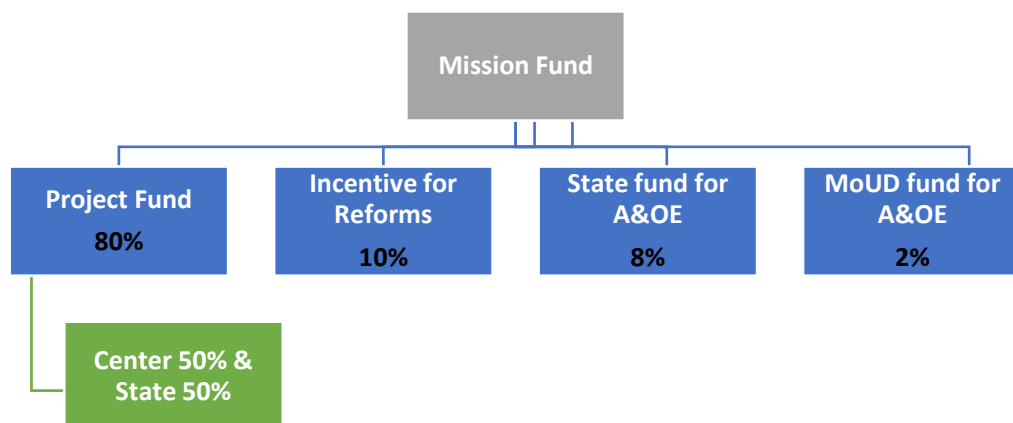 Mission Fund
Project Fund
80%
Incentive for
Reforms
10%
State fund for
A&OE
8%
MoUD fund for
A&OE
2%
Center 50% &
State 50%